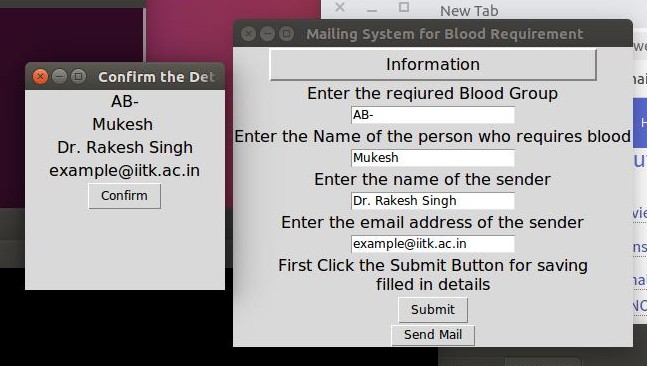 New Tab
Mailing System for Blood Requirement
Information
Enter the reqiured Blood Group
AB-
Enter the Name of the person who requires blood
Mukesh
Enter the name of the sender
Dr. Rakesh Singh
Enter the email address of the sender
example@iitk.ac.in
First Click the Submit Button for saving
filled in details
Submit
Send Mail
Confirm the Det
AB-
Mukesh
Dr. Rakesh Singh
example@iitk.ac.in
Confirm